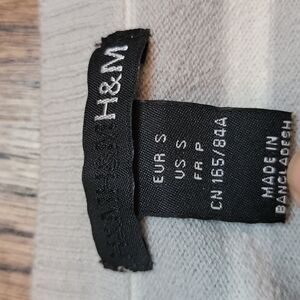 H&M
EUR S
US S
FR P
CN 165/84A
MADE IN
BANGLADESH